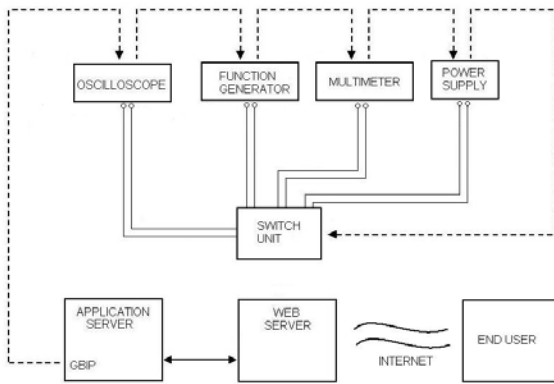 OSCILLOSCOPE
FUNCTION
GENERATOR
MULTIMETER
POWER
SUPPLY
SWITCH
UNIT
APPLICATION
SERVER
GBIP
WEB
SERVER
INTERNET
END USER